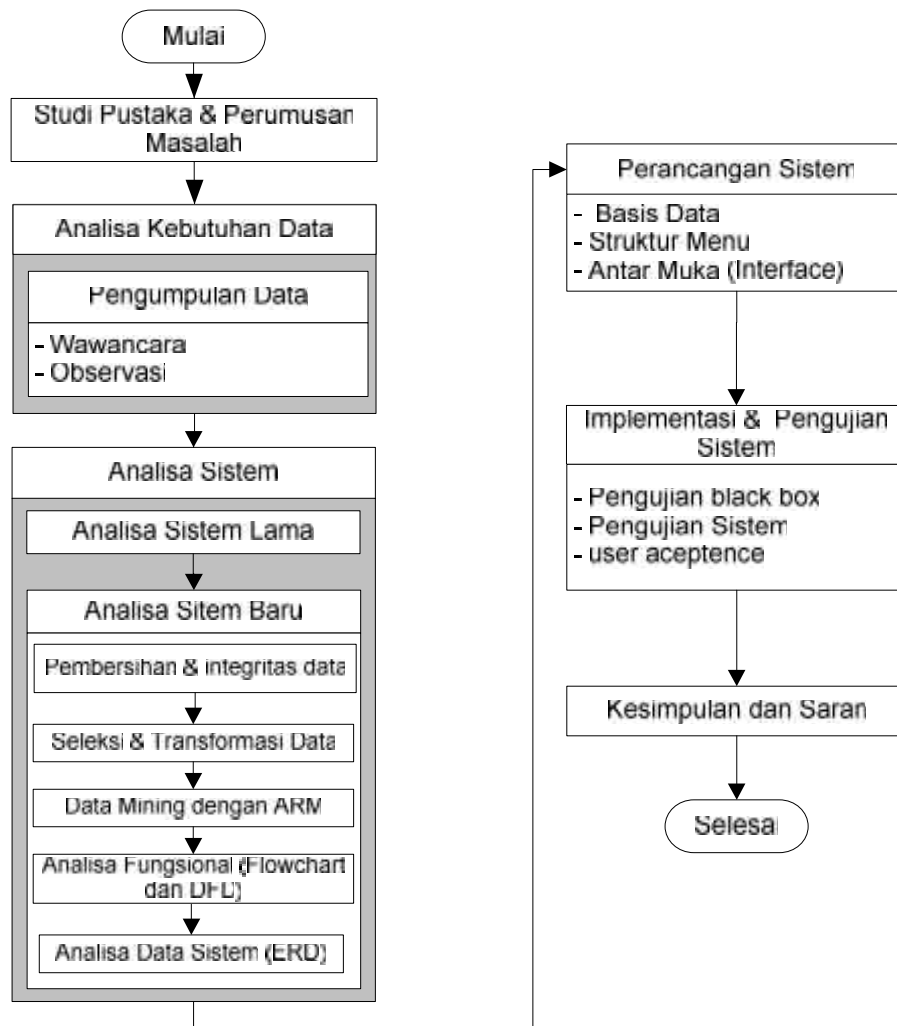 Mulai
Studi Pustaka & Perumusan
Masalah
Analisa Kebutuhan Data
Pengumpulan Data
- Wawancara
- Observasi
Analisa Sistem
Analisa Sistem Lama
Analisa Sitem Baru
Pembersihan & integritas data
Seleksi & Transformasi Data
Data Mining dengan ARM
Analisa Fungsional (Flowchart
dan DFD)
Analisa Data Sistem (ERD)
Perancangan Sistem
- Basis Data
- Struktur Menu
- Antar Muka (Interface)
Implementasi & Pengujian
Sistem
- Pengujian black box
- Pengujian Sistem
- user aceptence
Kesimpulan dan Saran
Selesai